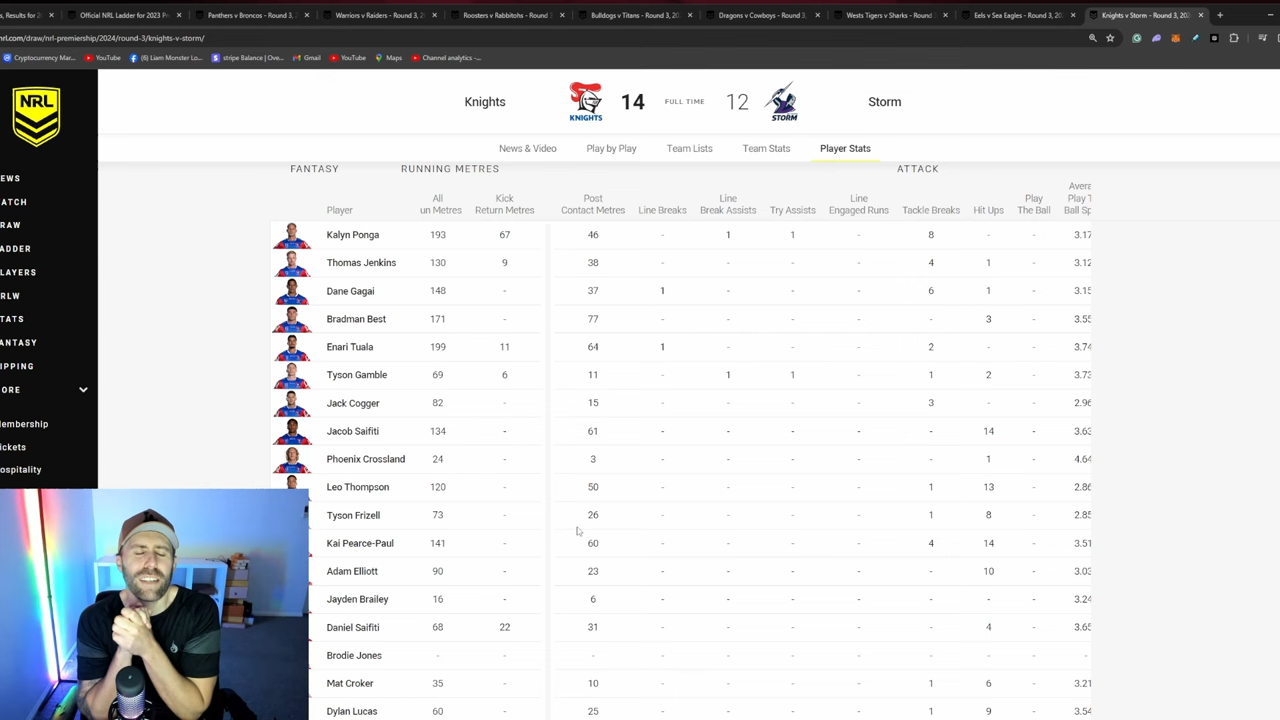 s, Results for 20
Official NRL Ladder for 2023 P
Panthers v Broncos - Round 3,
Warriors v Raiders - Round 3,
Roosters v Rabbitohs - Round
Bulldogs v Titans - Round 3, 20
Dragons v Cowboys - Round 3,
Wests Tigers v Sharks - Round
Eels v Sea Eagles - Round 3, 20
Knights v Storm - Round 3, 202
nrl.com/draw/nrl-premiership/2024/round-3/knights-v-storm/
Cryptocurrency Mar...
YouTube
(6) Liam Monster Lo...
stripe Balance | Ove...
Gmail
YouTube
Maps
Channel analytics -...
NRL
Knights
KNIGHTS
14
FULL TIME
12
STORM
Storm
News & Video
Play by Play
Team Lists
Team Stats
Player Stats
EWS
ATCH
RAW
ADDER
LAYERS
RLW
TATS
ANTASY
IPPING
ORE
embership
ickets
ospitality
FANTASY
RUNNING METRES
ATTACK
Player
All
un Metres
Kick
Return Metres
Post
Contact Metres
Line Breaks
Line
Break Assists
Try Assists
Line
Engaged Runs
Tackle Breaks
Hit Ups
Play
The Ball
Avera
Play T
Ball Sp
Kalyn Ponga 193 67 46 - 1 1 - 8 - - 3.17
Thomas Jenkins 130 9 38 - - - - 4 1 - 3.12
Dane Gagai 148 - 37 1 - - - 6 1 - 3.15
Bradman Best 171 - 77 - - - - - 3 - 3.55
Enari Tuala 199 11 64 1 - - - 2 - - 3.74
Tyson Gamble 69 6 11 - 1 1 - 1 2 - 3.73
Jack Cogger 82 - 15 - - - - 3 - - 2.96
Jacob Saifiti 134 - 61 - - - - - 14 - 3.63
Phoenix Crossland 24 - 3 - - - - - 1 - 4.64
Leo Thompson 120 - 50 - - - - 1 13 - 2.86
Tyson Frizell 73 - 26 - - - - 1 8 - 2.85
Kai Pearce-Paul 141 - 60 - - - - 4 14 - 3.51
Adam Elliott 90 - 23 - - - - - 10 - 3.03
Jayden Brailey 16 - 6 - - - - - - - 3.24
Daniel Saifiti 68 22 31 - - - - - 4 - 3.65
Brodie Jones - - - - - - - - - - -
Mat Croker 35 - 10 - - - - 1 6 - 3.21
Dylan Lucas 60 - 25 - - - - 1 9 - 3.54